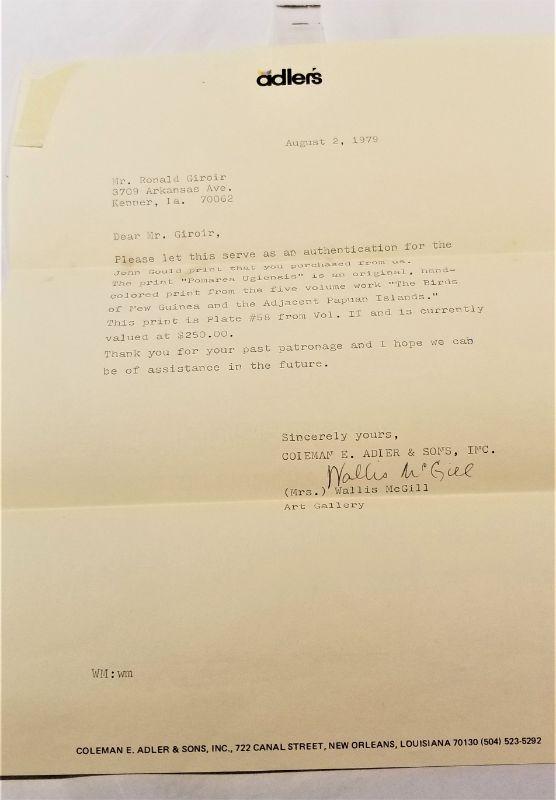 adler's
August 2, 1979
Mr. Ronald Giroir
3709 Arkansas Ave.
Kenner, Ia. 70062
Dear Mr. Giroir,
Please let this serve as an authentication for the
John Gould print that you purchased from us.
The print "Pomarea Ugiensis" is an original, hand-
colored print from the five volume work "The Birds
of New Guinea and the Adjacent Papuan Islands."
This print is Plate #58 from Vol. II and is currently
valued at $250.00.
Thank you for your past patronage and I hope we can
be of assistance in the future.
Sincerely yours,
COLEMAN E. ADLER & SONS, INC.
Wallis McGill
(Mrs.) Wallis McGill
Art Gallery
WM:wm
COLEMAN E. ADLER & SONS, INC., 722 CANAL STREET, NEW ORLEANS, LOUISIANA 70130 (504) 523-5292